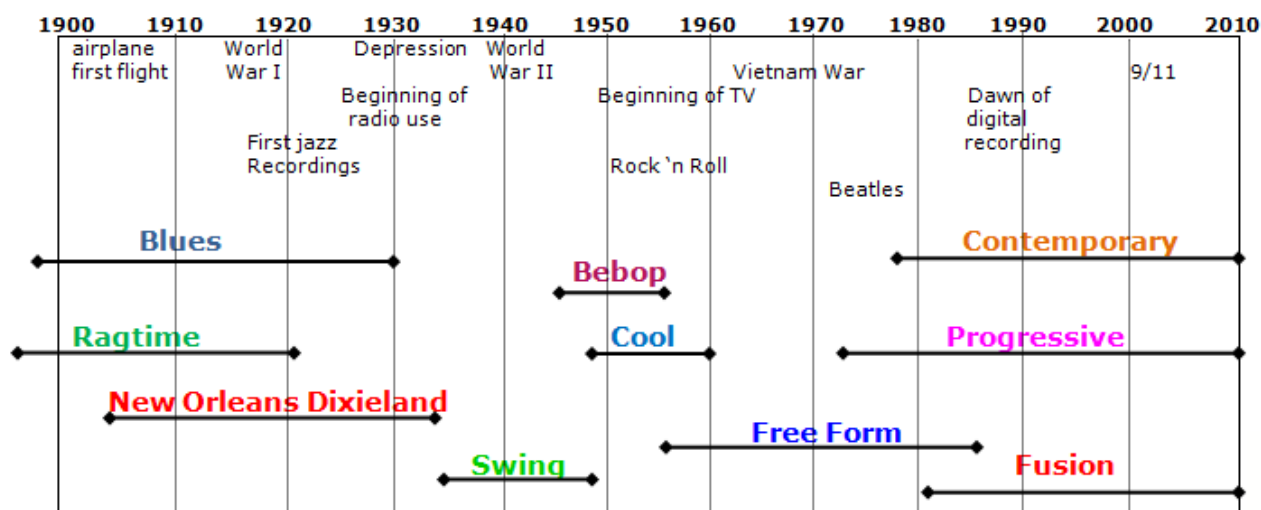 1900 1910 1920 1930 1940 1950 1960 1970 1980 1990 2000 2010
airplane
first flight
World
War I
Depression
World
War II
Vietnam War
9/11
Beginning of
radio use
Beginning of TV
Dawn of
digital
recording
First jazz
Recordings
Rock ‘n Roll
Beatles
Blues
Contemporary
Bebop
Ragtime
Cool
Progressive
New Orleans Dixieland
Free Form
Swing
Fusion